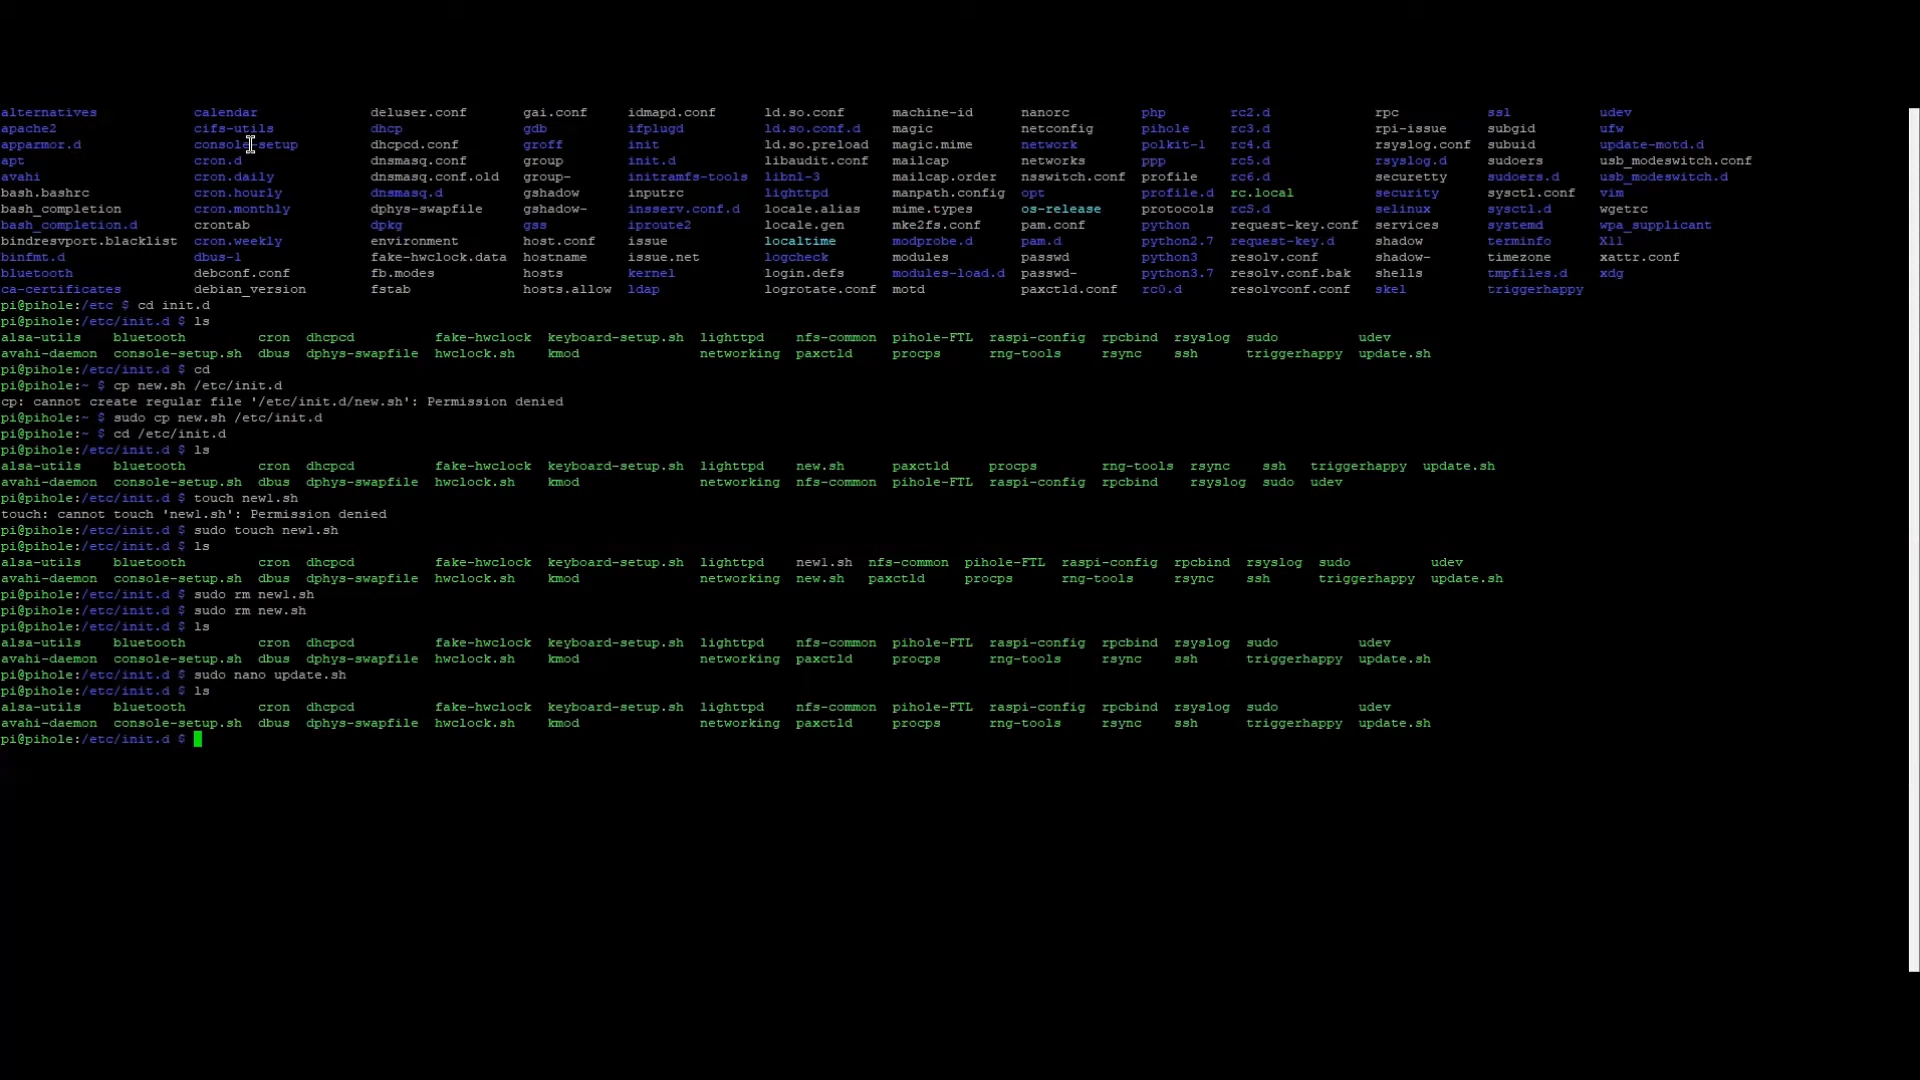 alternatives calendar deluser.conf gai.conf idmapd.conf ld.so.conf machine-id nanorc php rc2.d rpc ssl udev
apache2 cifs-utils dhcp gdb ifplugd ld.so.conf.d magic netconfig pihole rc3.d rpi-issue subgid ufw
apparmor.d console-setup dhcpcd.conf groff init ld.so.preload magic.mime network polkit-1 rc4.d rsyslog.conf subuid update-motd.d
apt cron.d dnsmasq.conf group init.d libaudit.conf mailcap networks ppp rc5.d rsyslog.d sudoers usb_modeswitch.conf
avahi cron.daily dnsmasq.conf.old group- initramfs-tools libnl-3 mailcap.order nsswitch.conf profile rc6.d securetty sudoers.d usb_modeswitch.d
bash.bashrc cron.hourly dnsmasq.d gshadow inputrc lighttpd manpath.config opt profile.d rc.local security sysctl.conf vim
bash_completion cron.monthly dphys-swapfile gshadow- insserv.conf.d locale.alias mime.types os-release protocols rcS.d selinux sysctl.d wgetrc
bash_completion.d crontab dpkg gss iproute2 locale.gen mke2fs.conf pam.conf python request-key.conf services systemd wpa_supplicant
bindresvport.blacklist cron.weekly environment host.conf issue localtime modprobe.d pam.d python2.7 request-key.d shadow terminfo X11
binfmt.d dbus-1 fake-hwclock.data hostname issue.net logcheck modules passwd python3 resolv.conf shadow- timezone xattr.conf
bluetooth debconf.conf fb.modes hosts kernel login.defs modules-load.d passwd- python3.7 resolv.conf.bak shells tmpfiles.d xdg
ca-certificates debian_version fstab hosts.allow ldap logrotate.conf motd paxctld.conf rc0.d resolvconf.conf skel triggerhappy
pi@pihole:/etc $ cd init.d
pi@pihole:/etc/init.d $ ls
alsa-utils bluetooth cron dhcpcd fake-hwclock keyboard-setup.sh lighttpd nfs-common pihole-FTL raspi-config rpcbind rsyslog sudo udev
avahi-daemon console-setup.sh dbus dphys-swapfile hwclock.sh kmod networking paxctld procps rng-tools rsync ssh triggerhappy update.sh
pi@pihole:/etc/init.d $ cd
pi@pihole:~ $ cp new.sh /etc/init.d
cp: cannot create regular file '/etc/init.d/new.sh': Permission denied
pi@pihole:~ $ sudo cp new.sh /etc/init.d
pi@pihole:~ $ cd /etc/init.d
pi@pihole:/etc/init.d $ ls
alsa-utils bluetooth cron dhcpcd fake-hwclock keyboard-setup.sh lighttpd new.sh paxctld procps rng-tools rsync ssh triggerhappy update.sh
avahi-daemon console-setup.sh dbus dphys-swapfile hwclock.sh kmod networking nfs-common pihole-FTL raspi-config rpcbind rsyslog sudo udev
pi@pihole:/etc/init.d $ touch new1.sh
touch: cannot touch 'new1.sh': Permission denied
pi@pihole:/etc/init.d $ sudo touch new1.sh
pi@pihole:/etc/init.d $ ls
alsa-utils bluetooth cron dhcpcd fake-hwclock keyboard-setup.sh lighttpd new1.sh nfs-common pihole-FTL raspi-config rpcbind rsyslog sudo udev
avahi-daemon console-setup.sh dbus dphys-swapfile hwclock.sh kmod networking new.sh paxctld procps rng-tools rsync ssh triggerhappy update.sh
pi@pihole:/etc/init.d $ sudo rm new1.sh
pi@pihole:/etc/init.d $ sudo rm new.sh
pi@pihole:/etc/init.d $ ls
alsa-utils bluetooth cron dhcpcd fake-hwclock keyboard-setup.sh lighttpd nfs-common pihole-FTL raspi-config rpcbind rsyslog sudo udev
avahi-daemon console-setup.sh dbus dphys-swapfile hwclock.sh kmod networking paxctld procps rng-tools rsync ssh triggerhappy update.sh
pi@pihole:/etc/init.d $ sudo nano update.sh
pi@pihole:/etc/init.d $ ls
alsa-utils bluetooth cron dhcpcd fake-hwclock keyboard-setup.sh lighttpd nfs-common pihole-FTL raspi-config rpcbind rsyslog sudo udev
avahi-daemon console-setup.sh dbus dphys-swapfile hwclock.sh kmod networking paxctld procps rng-tools rsync ssh triggerhappy update.sh
pi@pihole:/etc/init.d $